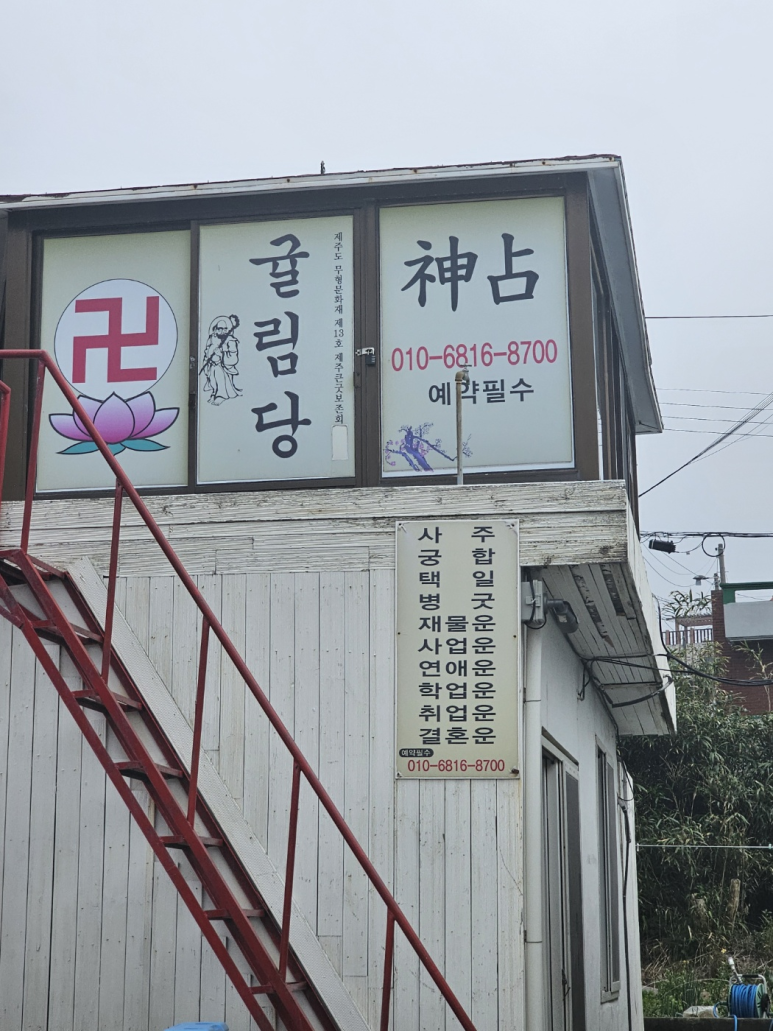 卍
귤림당
제주도 무형문화재 제13호 제주큰굿보존회
神占
010-6816-8700
예약필수
사 주
궁 합
택 일
병 굿
재물운
사업운
연애운
학업운
취업운
결혼운
예약필수
010-6816-8700